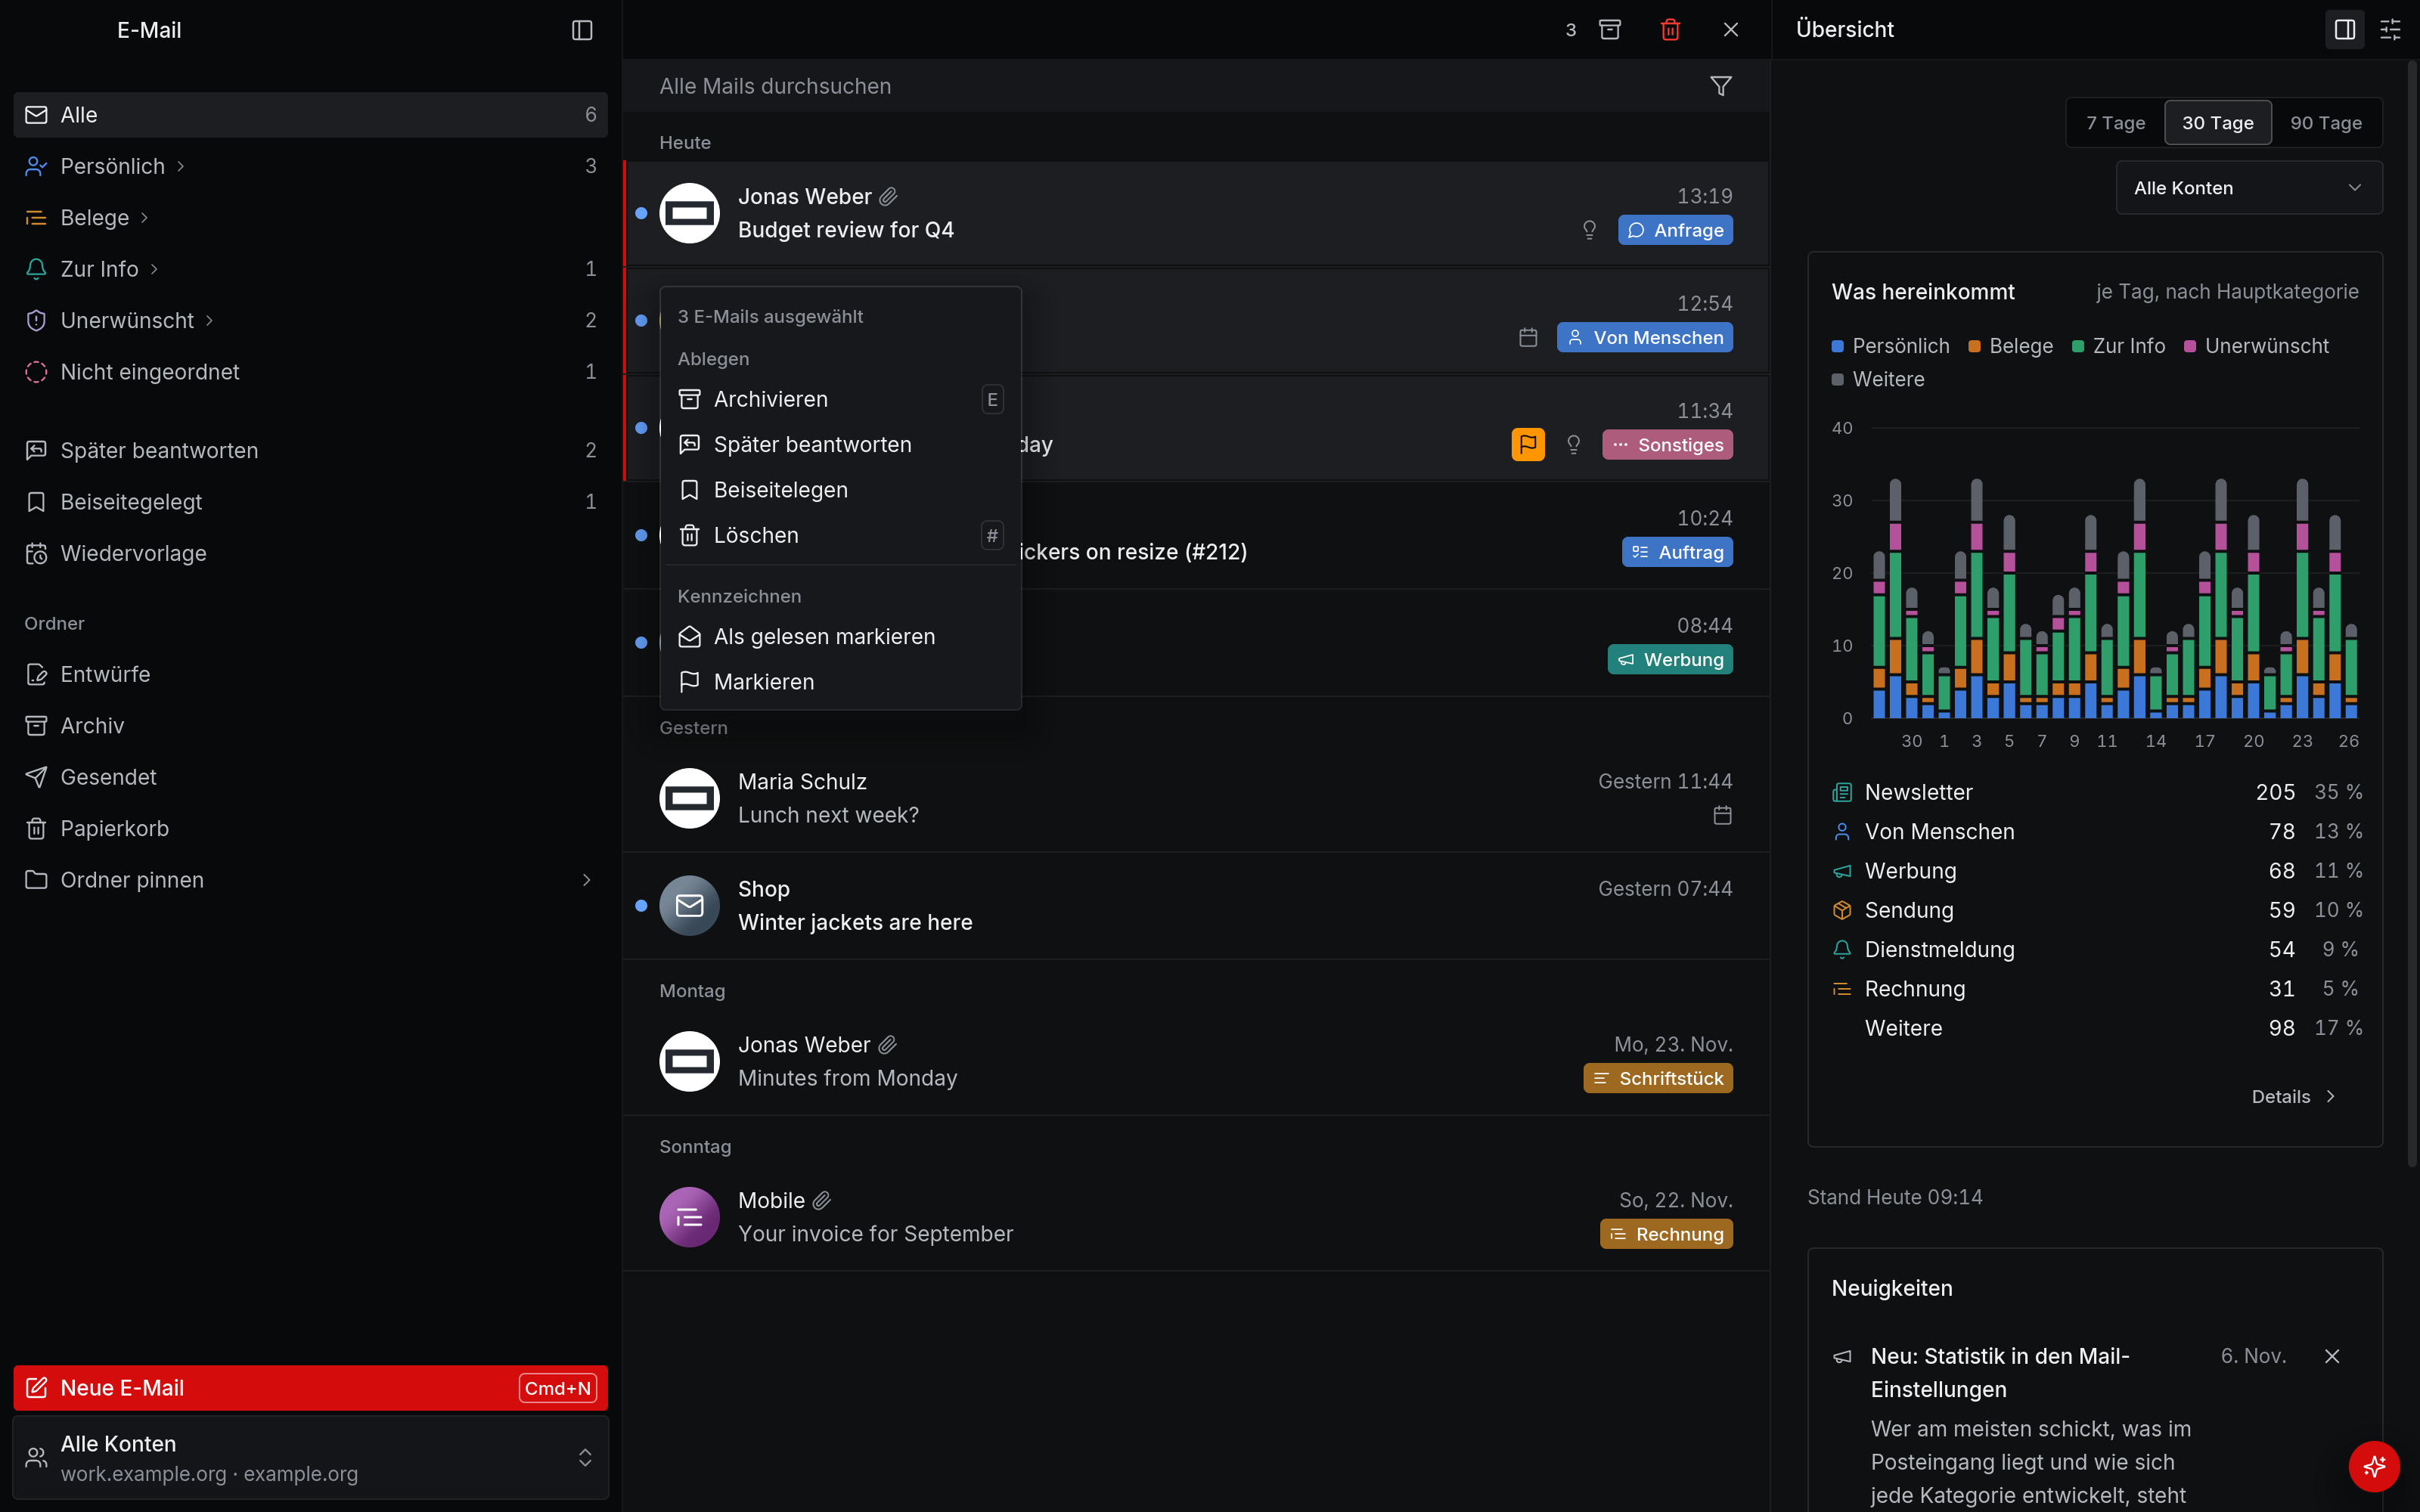 E-Mail
Alle 6
Persönlich 3
Belege
Zur Info 1
Unerwünscht 2
Nicht eingeordnet 1
Später beantworten 2
Beiseitegelegt 1
Wiedervorlage
Ordner
Entwürfe
Archiv
Gesendet
Papierkorb
Ordner pinnen
Neue E-Mail Cmd+N
Alle Konten
work.example.org · example.org
3
Alle Mails durchsuchen
Heute
Jonas Weber 13:19
Budget review for Q4 Anfrage
12:54
Von Menschen
11:34
Sonstiges
10:24
ickers on resize (#212) Auftrag
08:44
Werbung
3 E-Mails ausgewählt
Ablegen
Archivieren E
Später beantworten
Beiseitelegen
Löschen #
Kennzeichnen
Als gelesen markieren
Markieren
Gestern
Maria Schulz Gestern 11:44
Lunch next week?
Shop Gestern 07:44
Winter jackets are here
Montag
Jonas Weber Mo, 23. Nov.
Minutes from Monday Schriftstück
Sonntag
Mobile So, 22. Nov.
Your invoice for September Rechnung
Übersicht
7 Tage 30 Tage 90 Tage
Alle Konten
Was hereinkommt je Tag, nach Hauptkategorie
Persönlich Belege Zur Info Unerwünscht
Weitere
40
30
20
10
0
30 1 3 5 7 9 11 14 17 20 23 26
Newsletter 205 35 %
Von Menschen 78 13 %
Werbung 68 11 %
Sendung 59 10 %
Dienstmeldung 54 9 %
Rechnung 31 5 %
Weitere 98 17 %
Details
Stand Heute 09:14
Neuigkeiten
Neu: Statistik in den Mail- 6. Nov.
Einstellungen
Wer am meisten schickt, was im
Posteingang liegt und wie sich
jede Kategorie entwickelt, steht